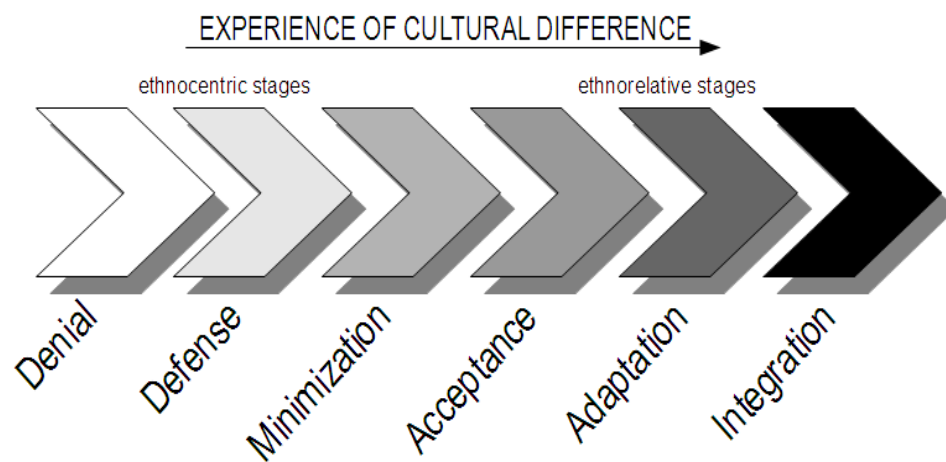 EXPERIENCE OF CULTURAL DIFFERENCE
ethnocentric stages
ethnorelative stages
Denial
Defense
Minimization
Acceptance
Adaptation
Integration